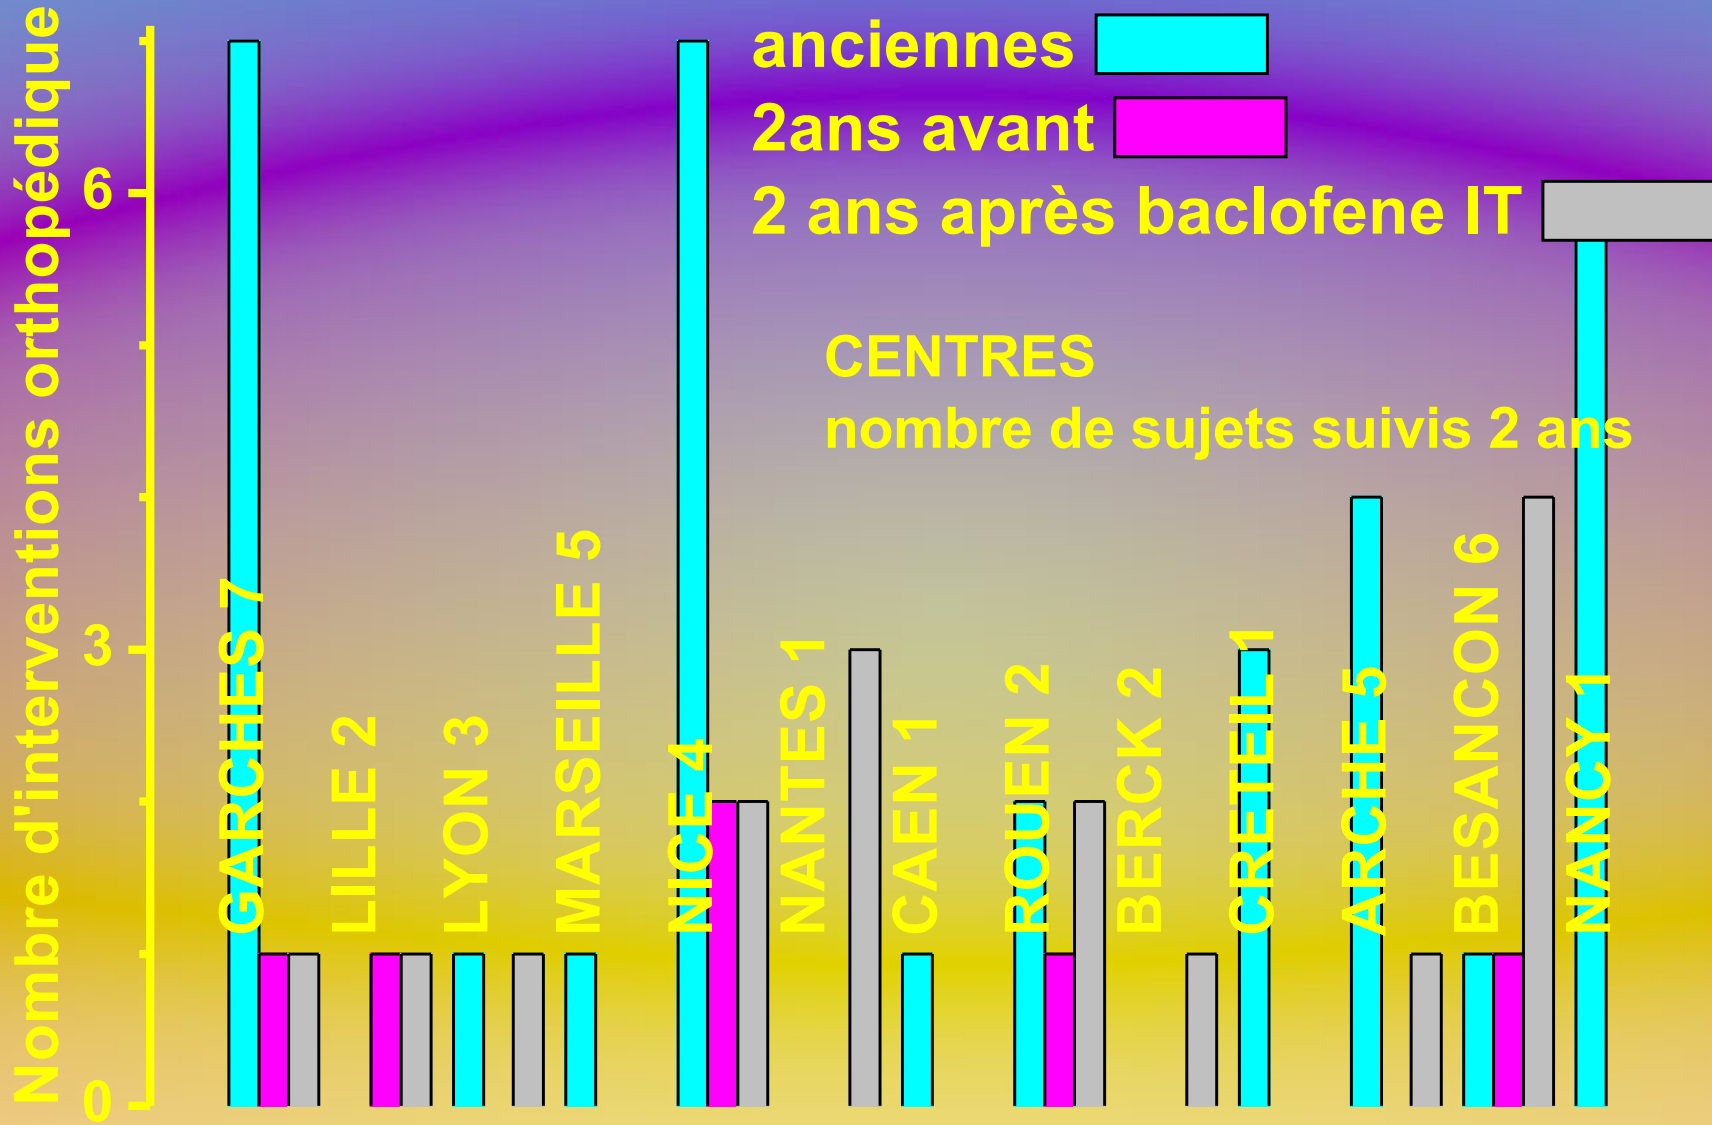 Nombre d'interventions orthopédique
6
3
0
anciennes
2ans avant
2 ans après baclofene IT
CENTRES
nombre de sujets suivis 2 ans
GARCHES 7
LILLE 2
LYON 3
MARSEILLE 5
NICE 4
NANTES 1
CAEN 1
ROUEN 2
BERCK 2
CRETEIL 1
ARCHE 5
BESANCON 6
NANCY 1